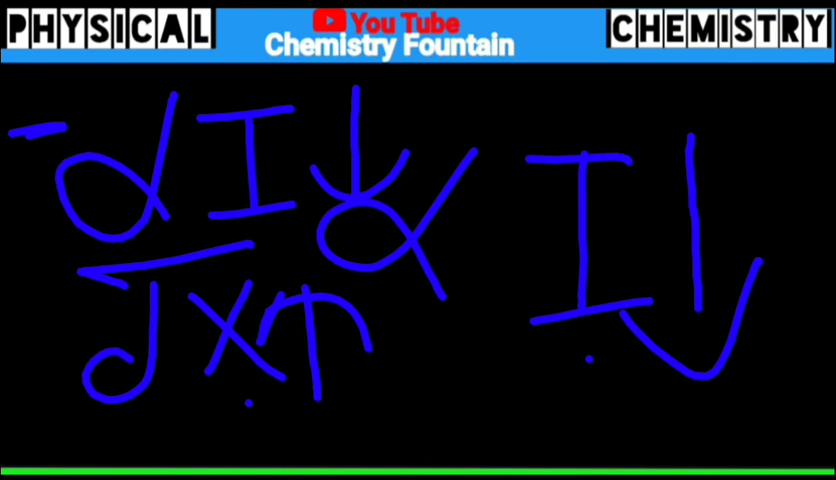 PHYSICAL
You Tube
Chemistry Fountain
CHEMISTRY
-dI↓ α I↓
dx↑